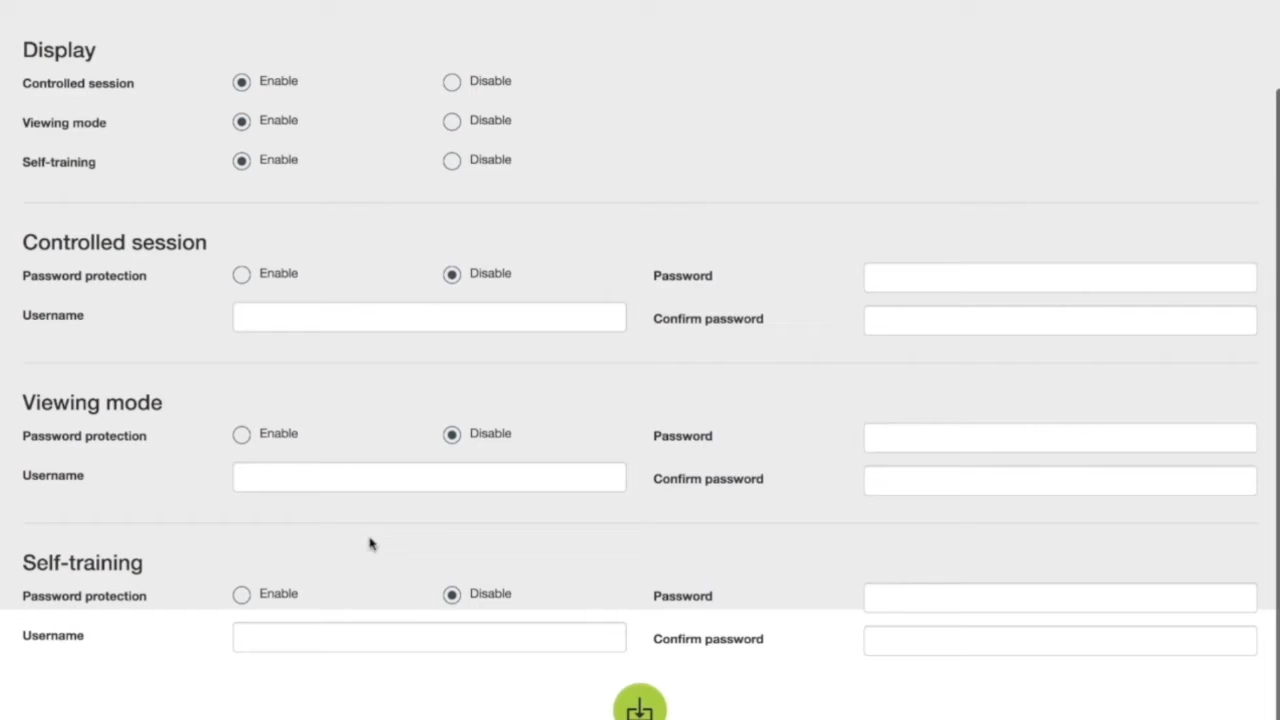 Display
Controlled session Enable Disable
Viewing mode Enable Disable
Self-training Enable Disable
Controlled session
Password protection Enable Disable Password
Username Confirm password
Viewing mode
Password protection Enable Disable Password
Username Confirm password
Self-training
Password protection Enable Disable Password
Username Confirm password